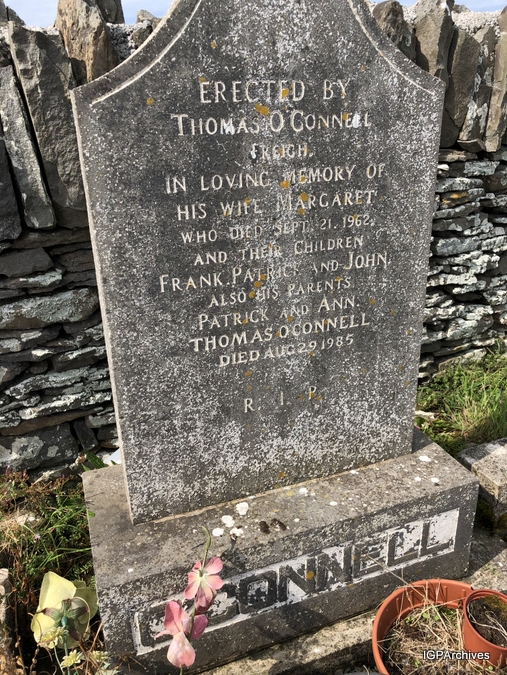 ERECTED BY
THOMAS O'CONNELL
FREIGH.
IN LOVING MEMORY OF
HIS WIFE MARGARET
WHO DIED SEPT. 21. 1962.
AND THEIR CHILDREN
FRANK, PATRICK AND JOHN.
ALSO HIS PARENTS
PATRICK AND ANN.
THOMAS O'CONNELL
DIED AUG 29 1985
R. I. P.
O'CONNELL
IGPArchives